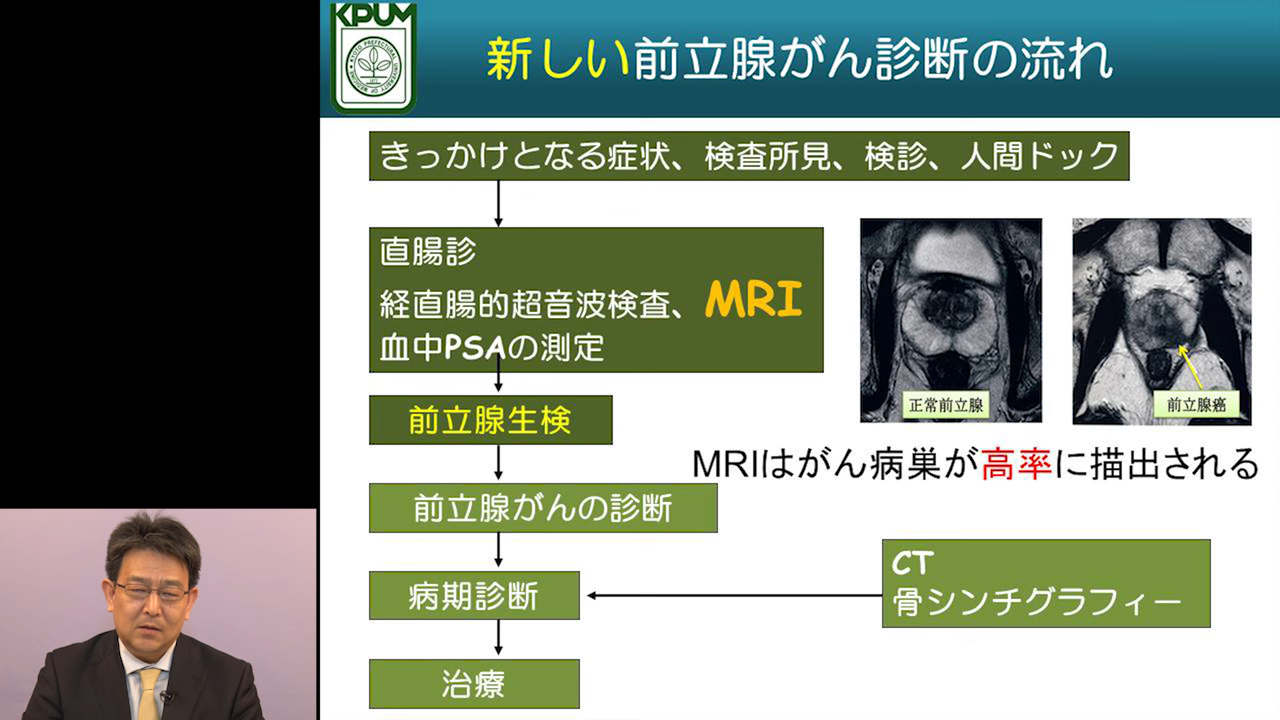 KPUM
KYOTO PREFECTURAL UNIVERSITY OF MEDICINE
新しい前立腺がん診断の流れ
きっかけとなる症状、検査所見、検診、人間ドック
直腸診
経直腸的超音波検査、MRI
血中PSAの測定
正常前立腺
前立腺癌
前立腺生検
MRIはがん病巣が高率に描出される
前立腺がんの診断
CT
骨シンチグラフィー
病期診断
治療